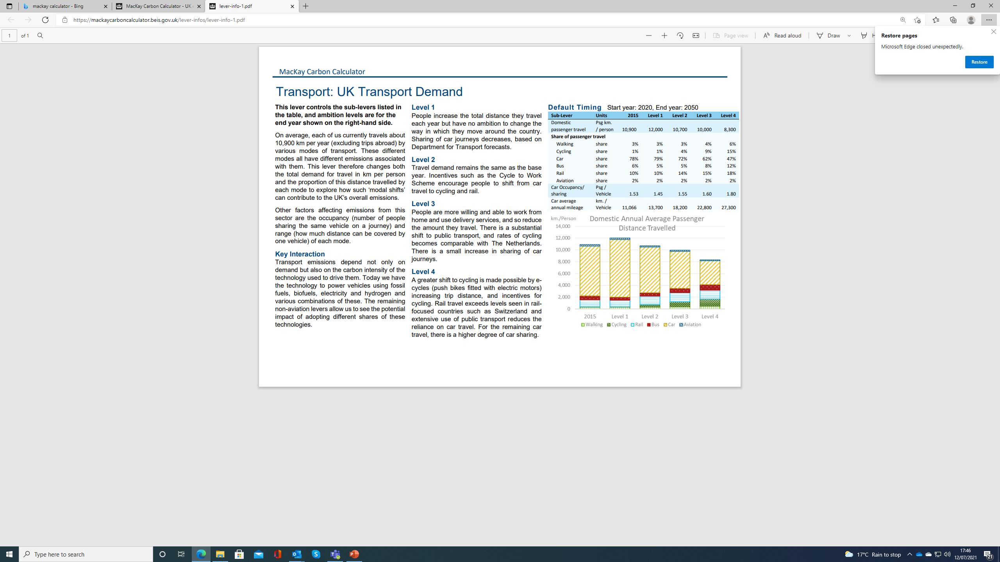 mackay calculator - Bing
MacKay Carbon Calculator - UK
lever-info-1.pdf
https://mackaycarboncalculator.beis.gov.uk/lever-infos/lever-info-1.pdf
1 of 1
Page view
Read aloud
Draw
Restore pages
Microsoft Edge closed unexpectedly.
Restore
MacKay Carbon Calculator
Transport: UK Transport Demand
This lever controls the sub-levers listed in
the table, and ambition levels are for the
end year shown on the right-hand side.
On average, each of us currently travels about
10,900 km per year (excluding trips abroad) by
various modes of transport. These different
modes all have different emissions associated
with them. This lever therefore changes both
the total demand for travel in km per person
and the proportion of this distance travelled by
each mode to explore how such ‘modal shifts’
can contribute to the UK’s overall emissions.
Other factors affecting emissions from this
sector are the occupancy (number of people
sharing the same vehicle on a journey) and
range (how much distance can be covered by
one vehicle) of each mode.
Key Interaction
Transport emissions depend not only on
demand but also on the carbon intensity of the
technology used to drive them. Today we have
the technology to power vehicles using fossil
fuels, biofuels, electricity and hydrogen and
various combinations of these. The remaining
non-aviation levers allow us to see the potential
impact of adopting different shares of these
technologies.
Level 1
People increase the total distance they travel
each year but have no ambition to change the
way in which they move around the country.
Sharing of car journeys decreases, based on
Department for Transport forecasts.
Level 2
Travel demand remains the same as the base
year. Incentives such as the Cycle to Work
Scheme encourage people to shift from car
travel to cycling and rail.
Level 3
People are more willing and able to work from
home and use delivery services, and so reduce
the amount they travel. There is a substantial
shift to public transport, and rates of cycling
becomes comparable with The Netherlands.
There is a small increase in sharing of car
journeys.
Level 4
A greater shift to cycling is made possible by e-
cycles (push bikes fitted with electric motors)
increasing trip distance, and incentives for
cycling. Rail travel exceeds levels seen in rail-
focused countries such as Switzerland and
extensive use of public transport reduces the
reliance on car travel. For the remaining car
travel, there is a higher degree of car sharing.
Default Timing Start year: 2020, End year: 2050
Sub-Lever Units 2015 Level 1 Level 2 Level 3 Level 4
Domestic Psg km.
passenger travel / person 10,900 12,000 10,700 10,000 8,300
Share of passenger travel
Walking share 3% 3% 3% 4% 6%
Cycling share 1% 1% 4% 9% 15%
Car share 78% 79% 72% 62% 47%
Bus share 6% 5% 5% 8% 12%
Rail share 10% 10% 14% 15% 18%
Aviation share 2% 2% 2% 2% 2%
Car Occupancy/ Psg /
sharing Vehicle 1.53 1.45 1.55 1.60 1.80
Car average km. /
annual mileage Vehicle 11,066 13,700 18,200 22,800 27,300
km./Person Domestic Annual Average Passenger
Distance Travelled
14,000
12,000
10,000
8,000
6,000
4,000
2,000
0
2015 Level 1 Level 2 Level 3 Level 4
Walking Cycling Rail Bus Car Aviation
Type here to search
17°C Rain to stop
17:46
12/07/2021
21